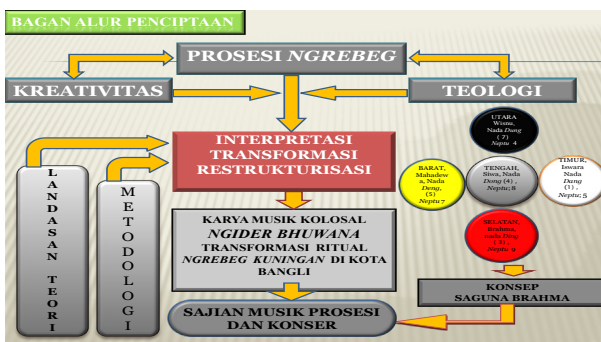 BAGAN ALUR PENCIPTAAN
PROSESI NGREBEG
KREATIVITAS
TEOLOGI
INTERPRETASI
TRANSFORMASI
RESTRUKTURISASI
UTARA
Wisnu,
Nada Dung
( 7)
Neptu 4
BARAT,
Mahadew
a, Nada
Deng,
(5)
Neptu 7
TENGAH,
Siwa, Nada
Dong (4) ,
Neptu; 8
TIMUR,
Iswara
Nada
Dang
(1) ,
Neptu; 5
SELATAN,
Brahma,
nada Ding
( 3) ,
L
A
N
D
A
S
A
N
T
E
O
R
I
M
E
T
O
D
O
L
O
G
I
KARYA MUSIK KOLOSAL
NGIDER BHUWANA
TRANSFORMASI RITUAL
NGREBEG KUNINGAN DI KOTA
BANGLI
KONSEP
SAGUNA BRAHMA
SAJIAN MUSIK PROSESI
DAN KONSER